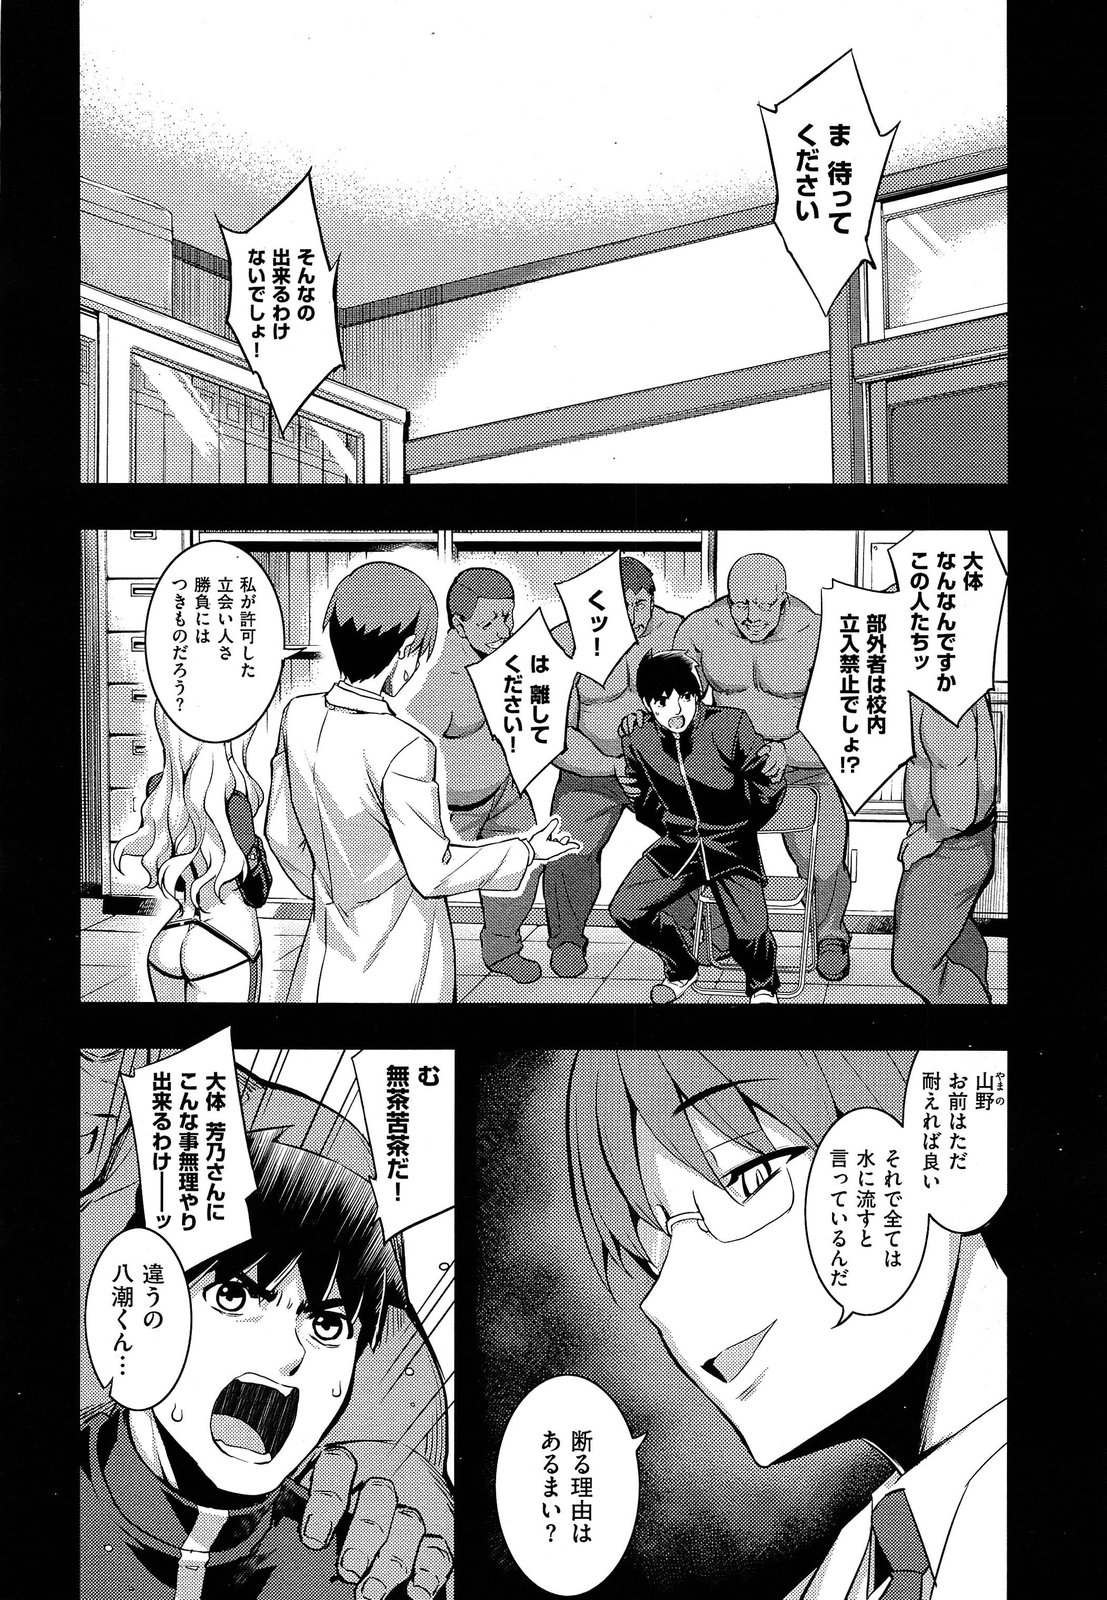 ま 待って
ください
そんなの
出来るわけ
ないでしょ！
大体
なんなんですか
この人たちッ
部外者は校内
立入禁止でしょ!?
くッ！
は 離して
ください！
私が許可した
立会い人さ
勝負には
つきものだろう？
山野
やまの
お前はただ
耐えれば良い
それで全ては
水に流すと
言っているんだ
断る理由は
あるまい？
む
無茶苦茶だ！
大体 芳乃さんに
こんな事無理やり
出来るわけ――ッ
違うの
八潮くん…